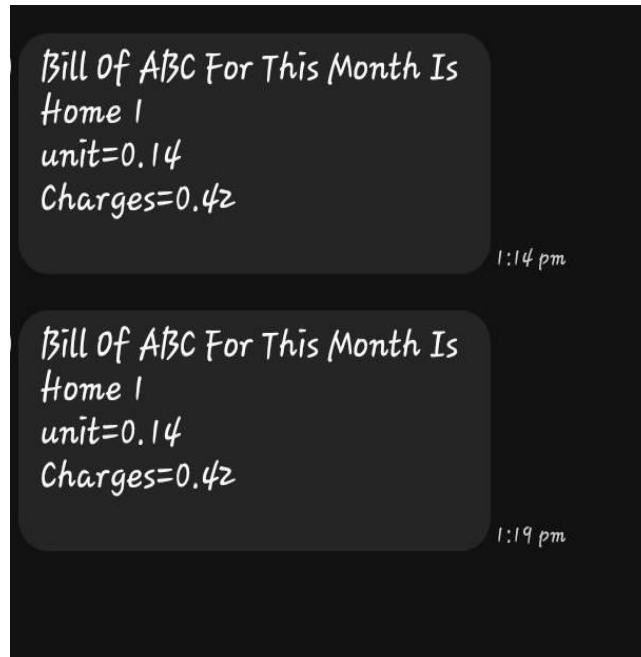 Bill Of ABC For This Month Is
Home 1
unit=0.14
Charges=0.42
1:14 pm
Bill Of ABC For This Month Is
Home 1
unit=0.14
Charges=0.42
1:19 pm